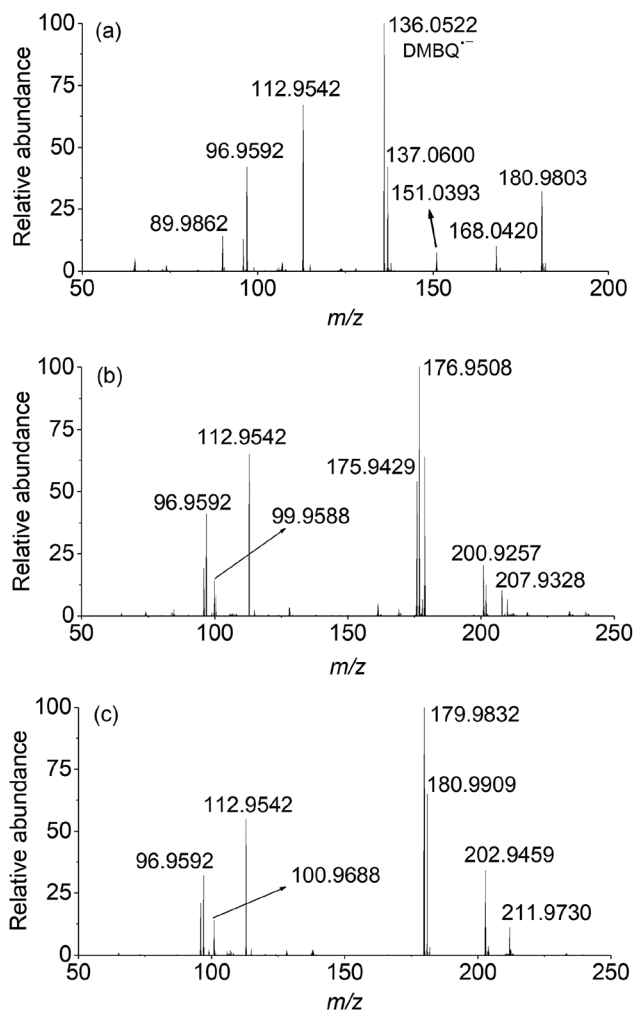 (a)
100
75
50
25
0
Relative abundance
136.0522
DMBQ•−
112.9542
137.0600
96.9592
151.0393
180.9803
89.9862
168.0420
50 100 150 200
m/z
(b)
100
75
50
25
0
Relative abundance
176.9508
112.9542
175.9429
96.9592
99.9588
200.9257
207.9328
50 100 150 200 250
m/z
(c)
100
75
50
25
0
Relative abundance
179.9832
180.9909
112.9542
96.9592
100.9688
202.9459
211.9730
50 100 150 200 250
m/z